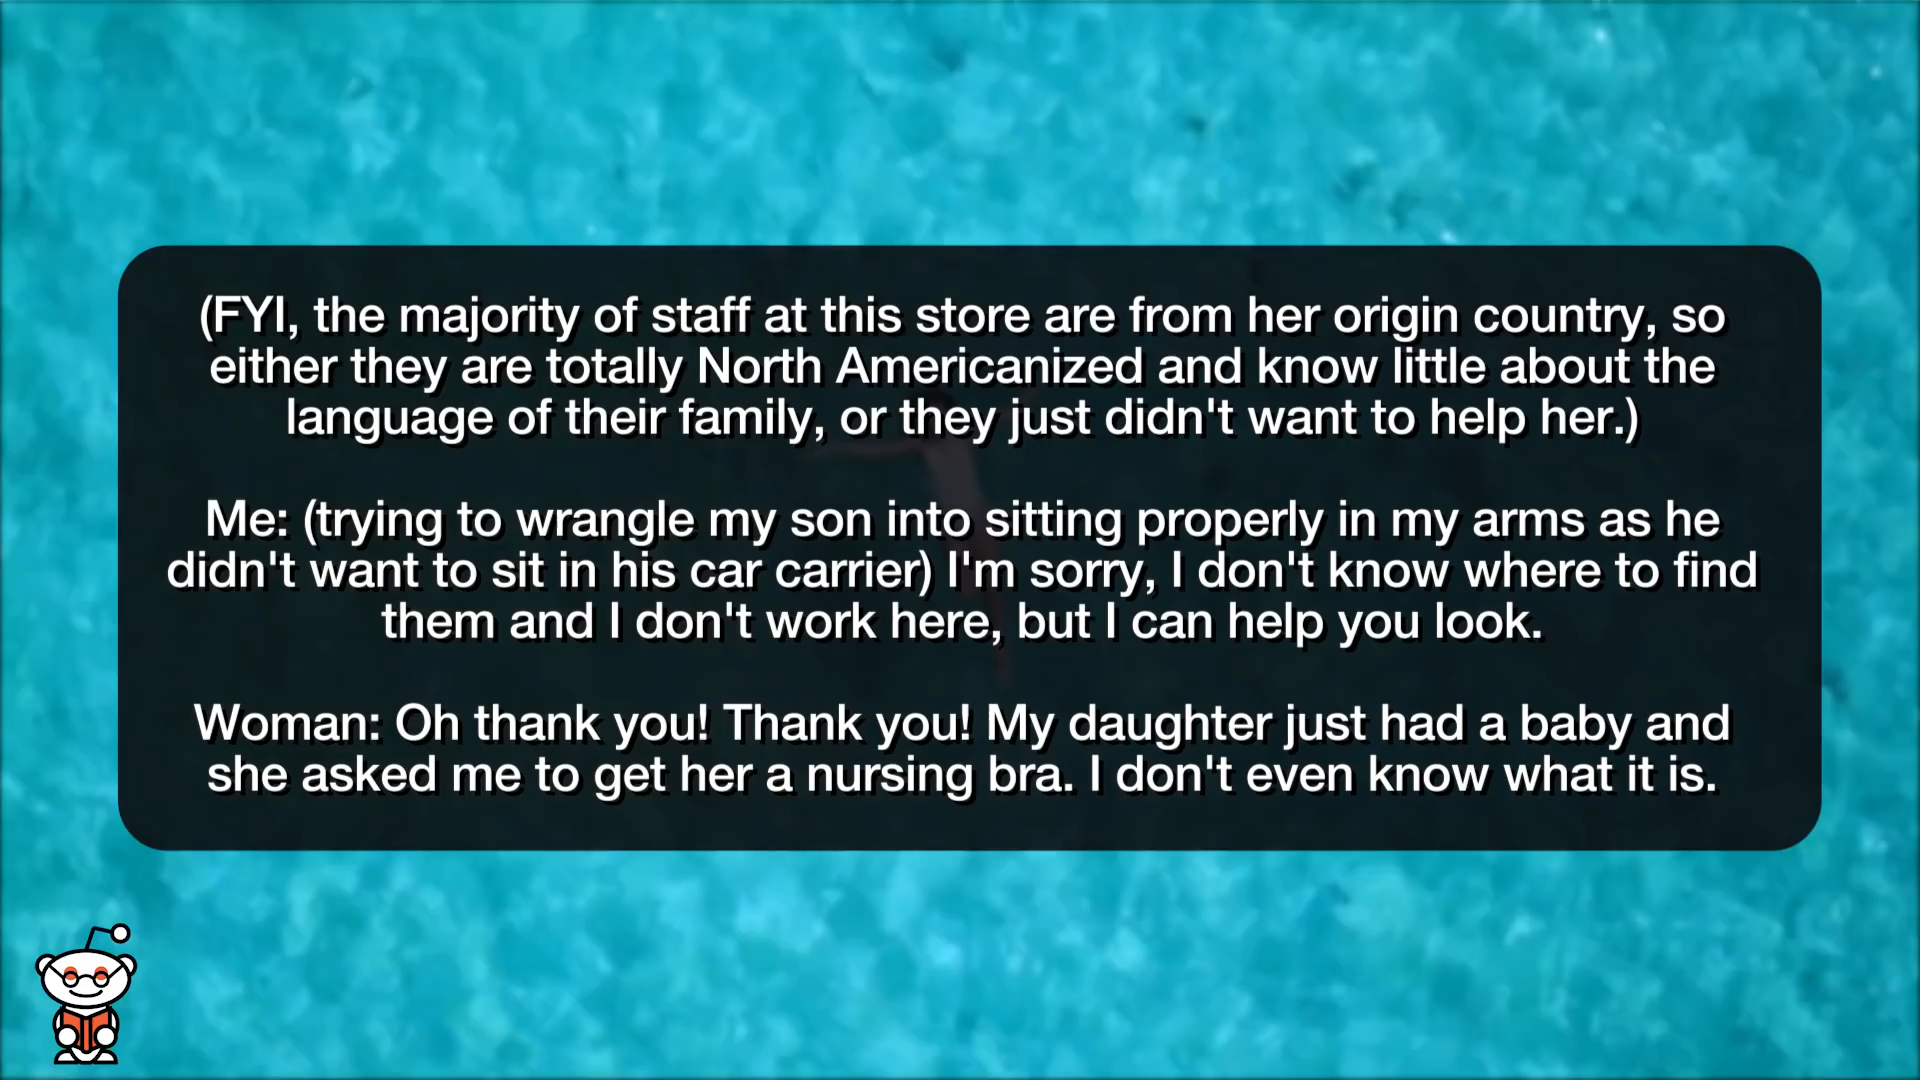 (FYI, the majority of staff at this store are from her origin country, so
either they are totally North Americanized and know little about the
language of their family, or they just didn't want to help her.)
Me: (trying to wrangle my son into sitting properly in my arms as he
didn't want to sit in his car carrier) I'm sorry, I don't know where to find
them and I don't work here, but I can help you look.
Woman: Oh thank you! Thank you! My daughter just had a baby and
she asked me to get her a nursing bra. I don't even know what it is.